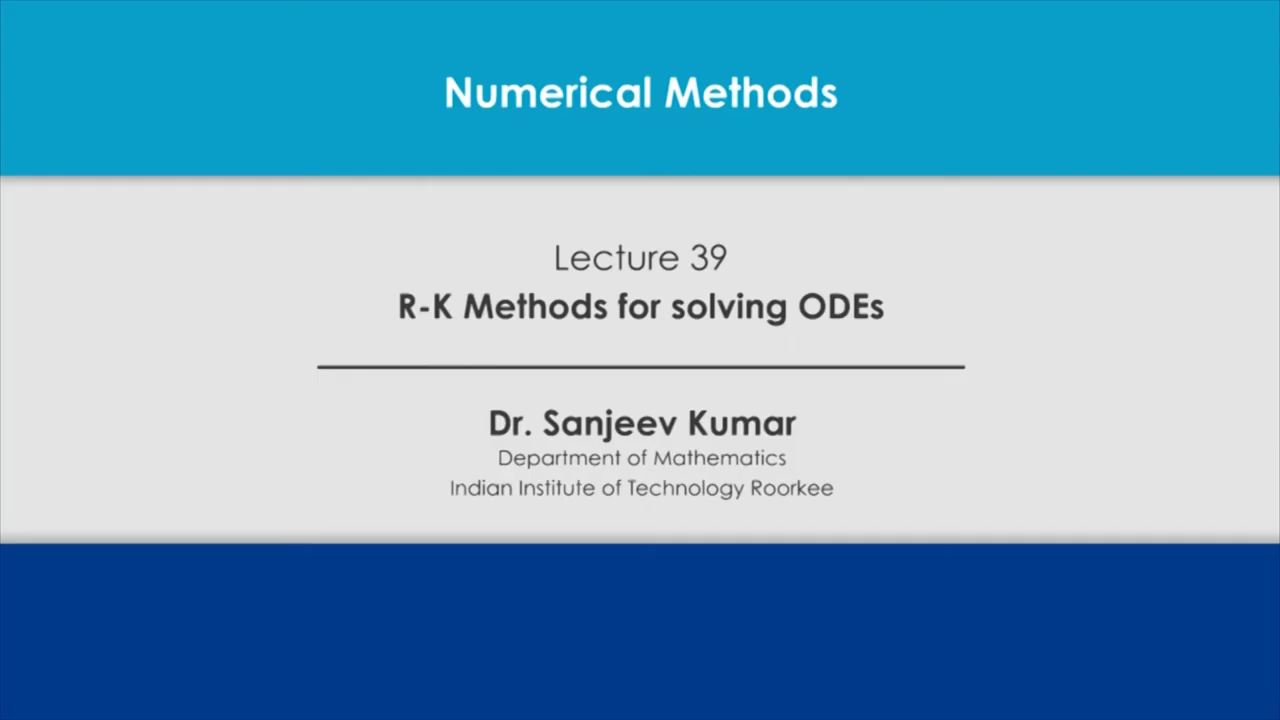 Numerical Methods
Lecture 39
R-K Methods for solving ODEs
Dr. Sanjeev Kumar
Department of Mathematics
Indian Institute of Technology Roorkee